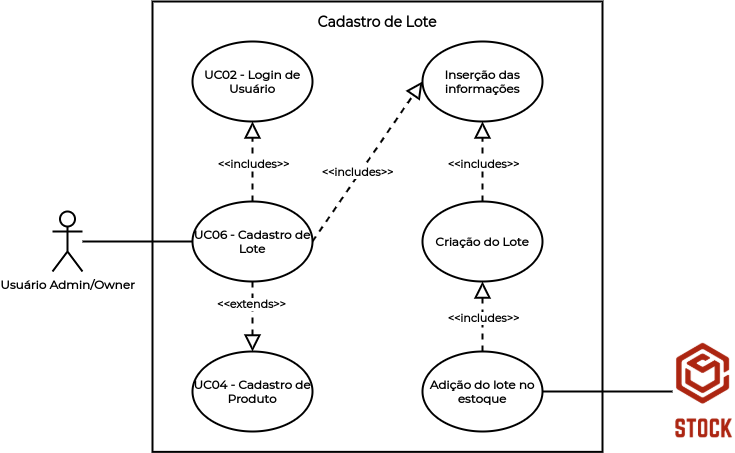 Cadastro de Lote
UC02 - Login de
Usuário
Inserção das
informações
<<includes>>
<<includes>>
<<includes>>
UC06 - Cadastro de
Lote
Criação do Lote
Usuário Admin/Owner
<<extends>>
<<includes>>
UC04 - Cadastro de
Produto
Adição do lote no
estoque
STOCK